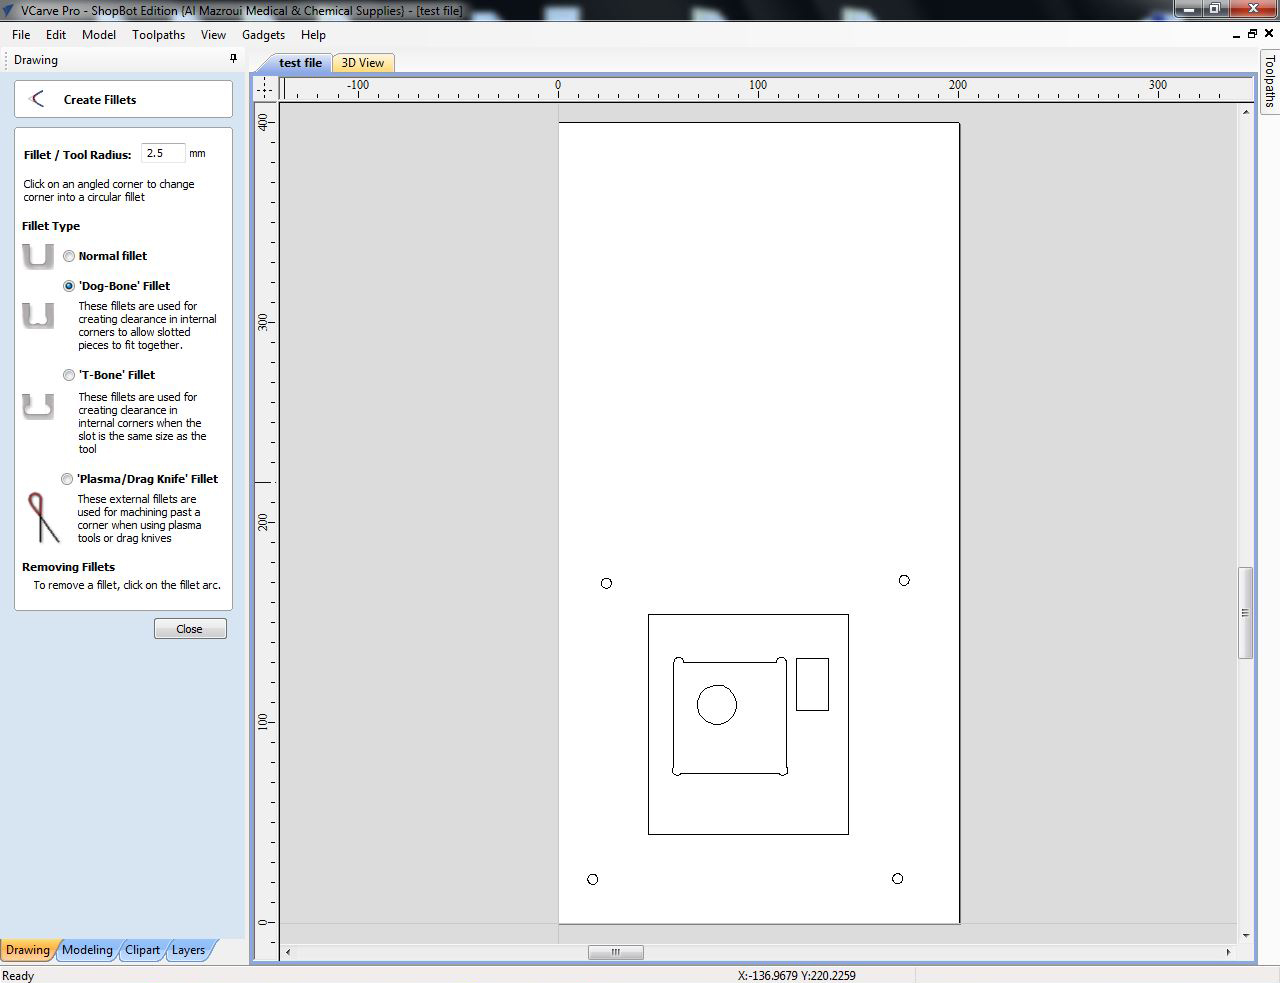 VCarve Pro - ShopBot Edition {Al Mazroui Medical & Chemical Supplies} - [test file]
File Edit Model Toolpaths View Gadgets Help
Drawing
test file 3D View
Toolpaths
-100 0 100 200 300
400
300
200
100
0
Create Fillets
Fillet / Tool Radius: 2.5 mm
Click on an angled corner to change
corner into a circular fillet
Fillet Type
Normal fillet
'Dog-Bone' Fillet
These fillets are used for
creating clearance in internal
corners to allow slotted
pieces to fit together.
'T-Bone' Fillet
These fillets are used for
creating clearance in
internal corners when the
slot is the same size as the
tool
'Plasma/Drag Knife' Fillet
These external fillets are
used for machining past a
corner when using plasma
tools or drag knives
Removing Fillets
To remove a fillet, click on the fillet arc.
Close
Drawing Modeling Clipart Layers
Ready
X:-136.9679 Y:220.2259